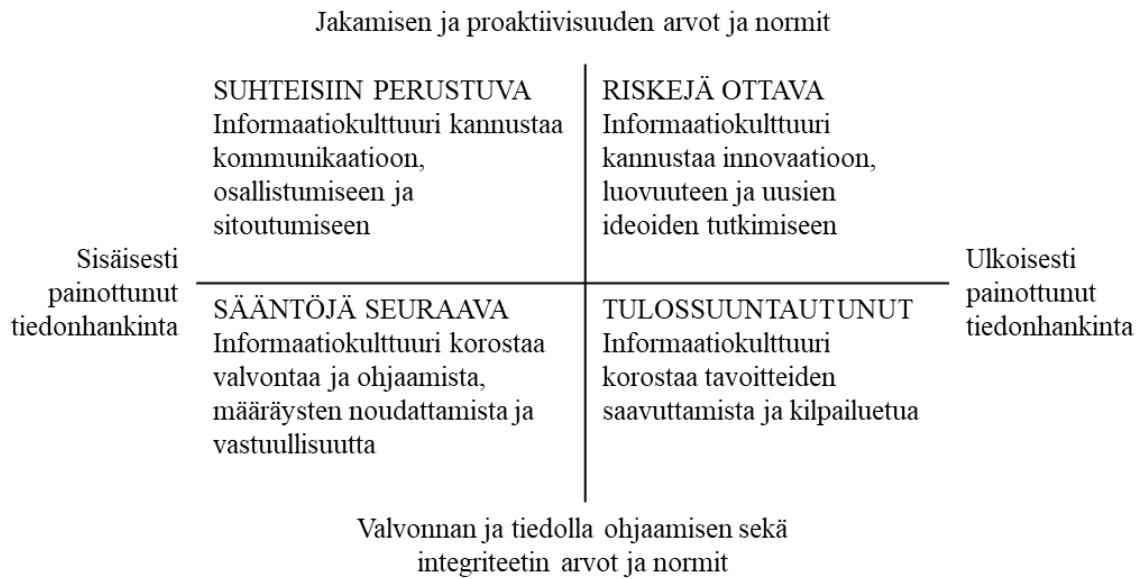 Jakamisen ja proaktiivisuuden arvot ja normit
SUHTEISIIN PERUSTUVA
Informaatiokulttuuri kannustaa
kommunikaatioon,
osallistumiseen ja
sitoutumiseen
RISKEJÄ OTTAVA
Informaatiokulttuuri
kannustaa innovaatioon,
luovuuteen ja uusien
ideoiden tutkimiseen
Sisäisesti
painottunut
tiedonhankinta
Ulkoisesti
painottunut
tiedonhankinta
SÄÄNTÖJÄ SEURAAVA
Informaatiokulttuuri korostaa
valvontaa ja ohjaamista,
määräysten noudattamista ja
vastuullisuutta
TULOSSUUNTAUTUNUT
Informaatiokulttuuri
korostaa tavoitteiden
saavuttamista ja kilpailuetua
Valvonnan ja tiedolla ohjaamisen sekä
integriteetin arvot ja normit